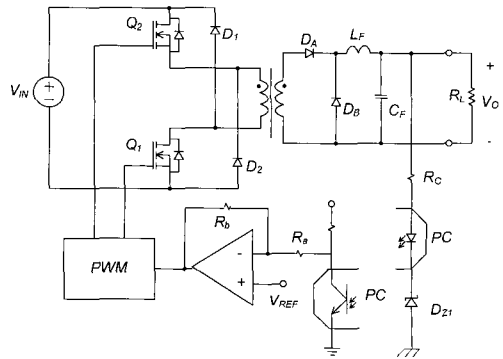 Q2
D1
DA
LF
+
VIN
DB
CF
RL
VO
Q1
D2
-
RC
Rb
Ra
PC
PWM
-
+
VREF
PC
DZ1